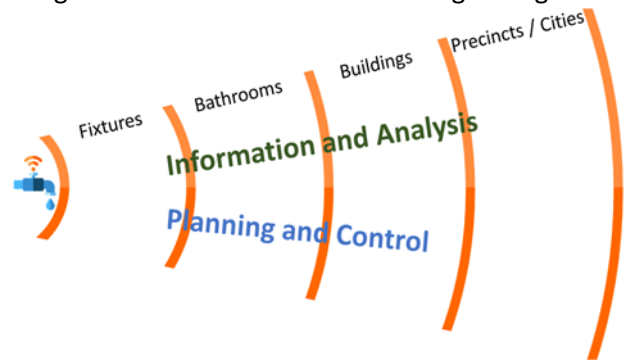 Precincts / Cities
Buildings
Bathrooms
Fixtures
Information and Analysis
Planning and Control